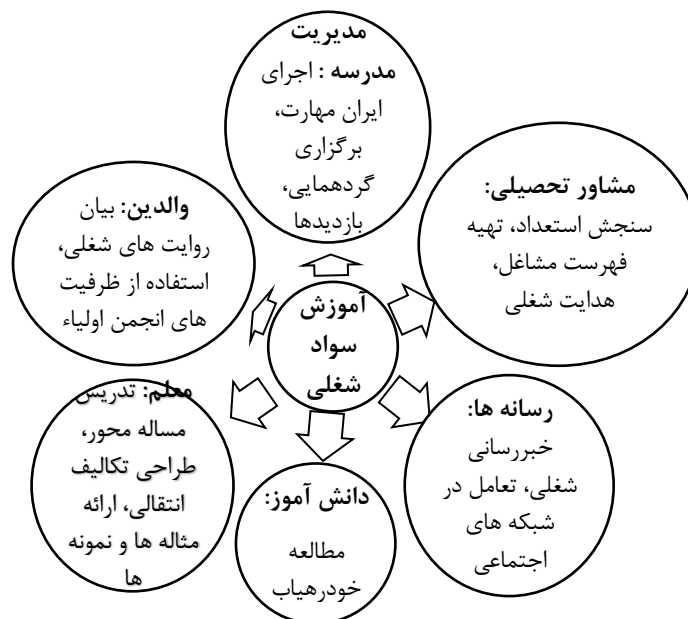 مدیریت
مدرسه : اجرای
ایران مهارت،
برگزاری
گردهمایی،
بازدیدها
مشاور تحصیلی:
سنجش استعداد، تهیه
فهرست مشاغل،
هدایت شغلی
والدین: بیان
روایت های شغلی،
استفاده از ظرفیت
های انجمن اولیاء
آموزش
سواد
شغلی
معلم: تدریس
مساله محور،
طراحی تکالیف
انتقالی، ارائه
مثاله ها و نمونه
ها
رسانه ها:
خبررسانی
شغلی، تعامل در
شبکه های
اجتماعی
دانش آموز:
مطالعه
خودرهیاب